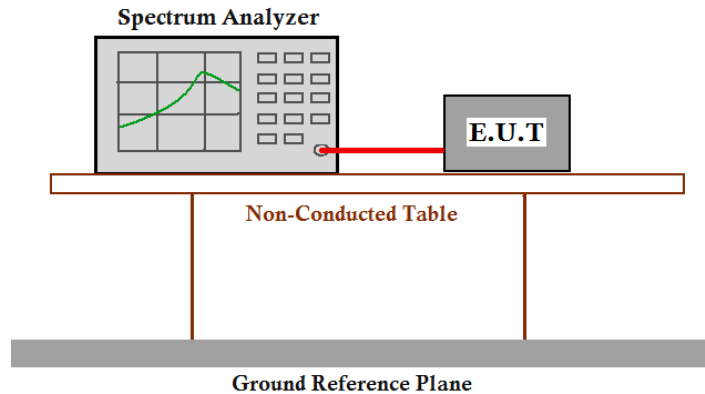 Spectrum Analyzer
E.U.T
Non-Conducted Table
Ground Reference Plane